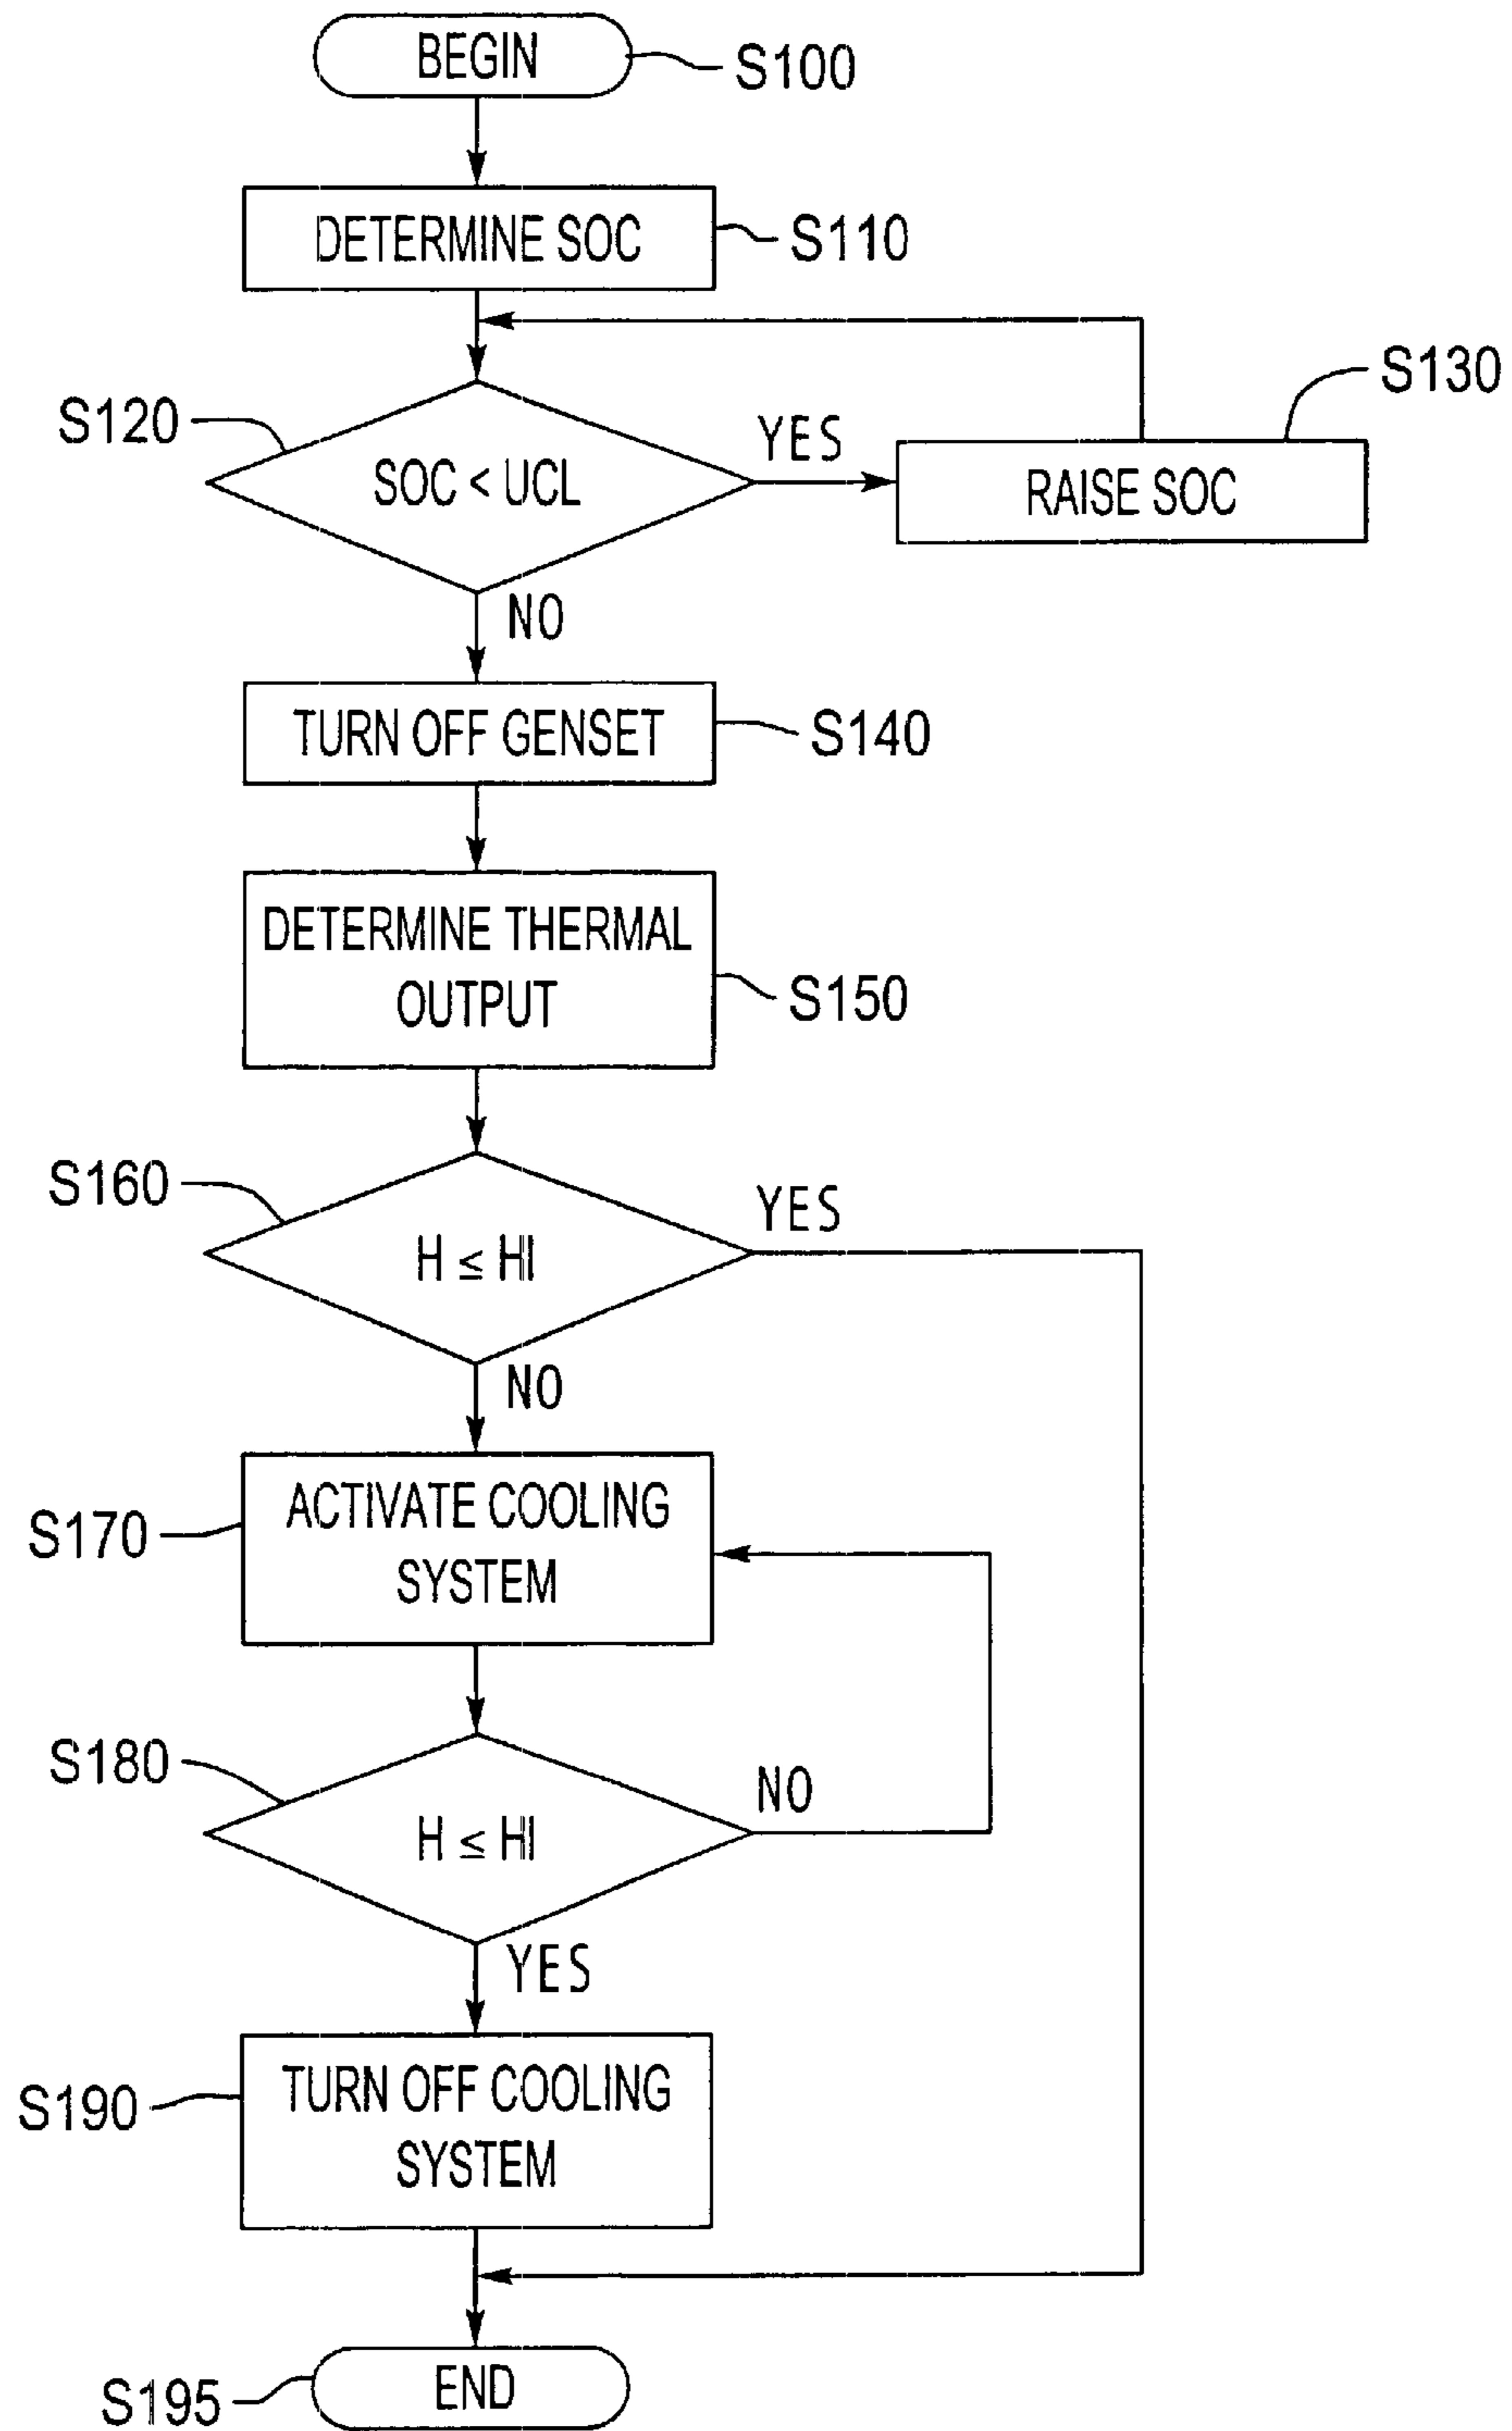 BEGIN
S100
DETERMINE SOC
S110
S120
SOC < UCL
YES
S130
RAISE SOC
NO
TURN OFF GENSET
S140
DETERMINE THERMAL
OUTPUT
S150
S160
H ≤ HI
YES
NO
S170
ACTIVATE COOLING
SYSTEM
S180
H ≤ HI
NO
YES
S190
TURN OFF COOLING
SYSTEM
S195
END